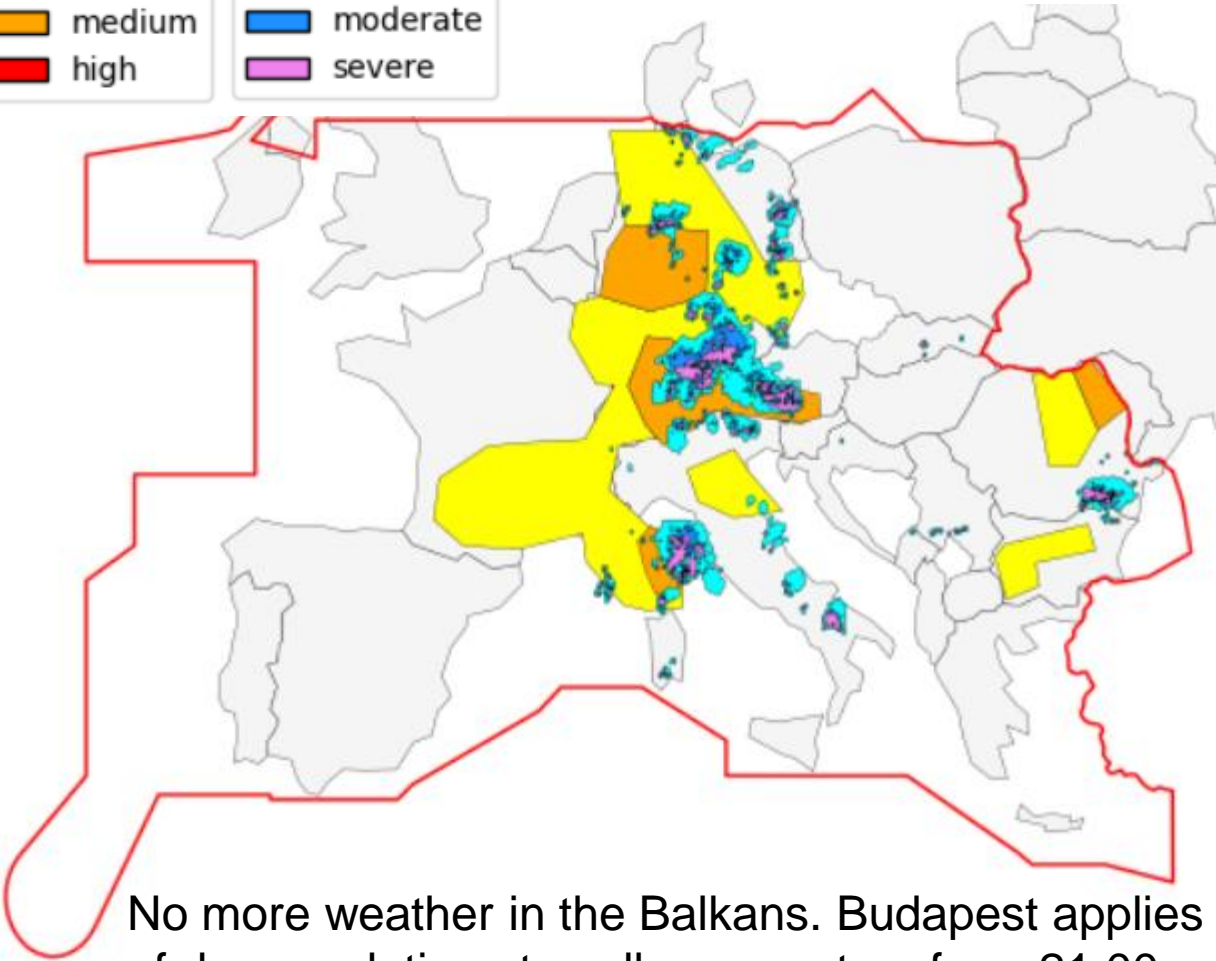 medium
high
moderate
severe
No more weather in the Balkans. Budapest applies